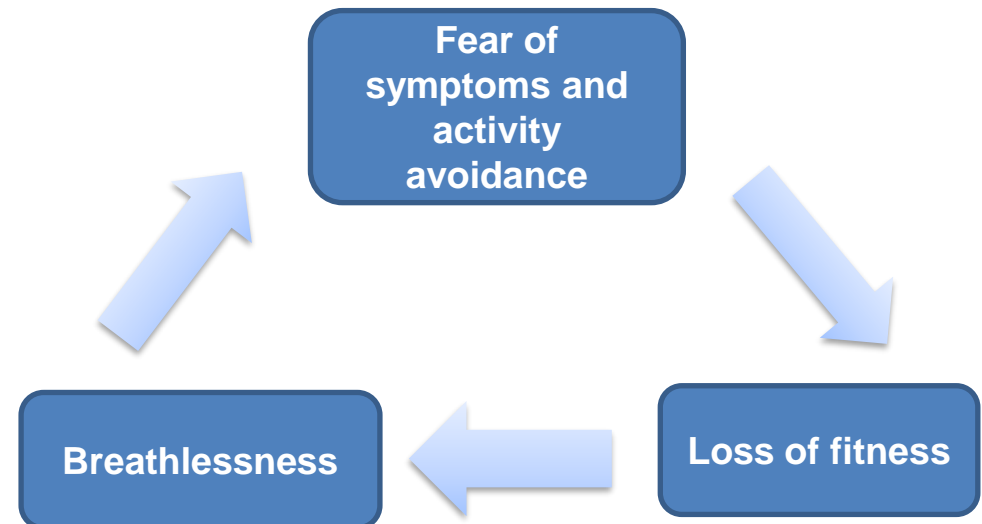 Fear of
symptoms and
activity
avoidance
Breathlessness
Loss of fitness